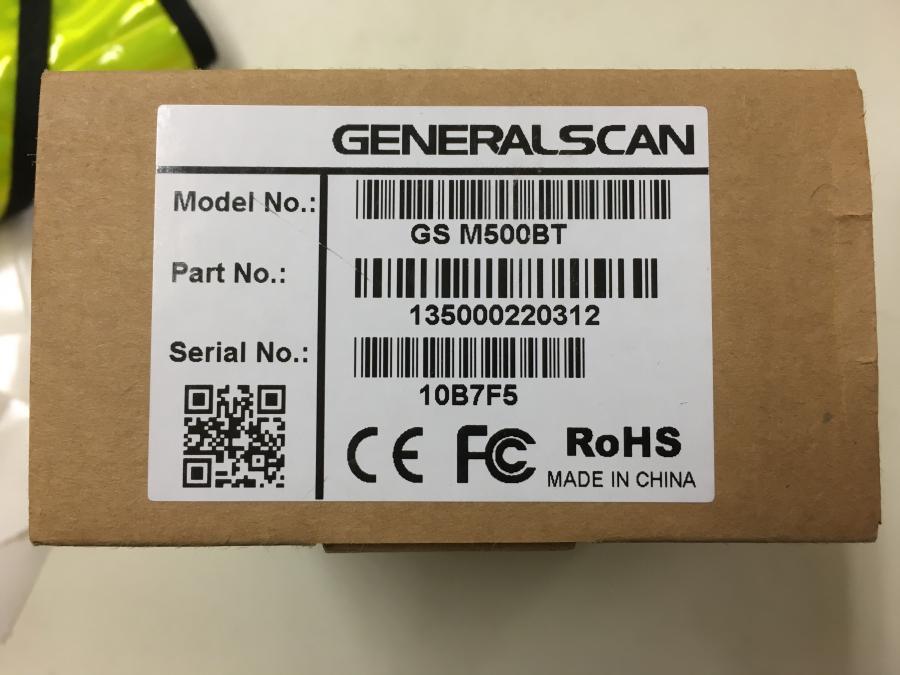 GENERALSCAN
Model No.:
GS M500BT
Part No.:
135000220312
Serial No.:
10B7F5
CE FC RoHS
MADE IN CHINA